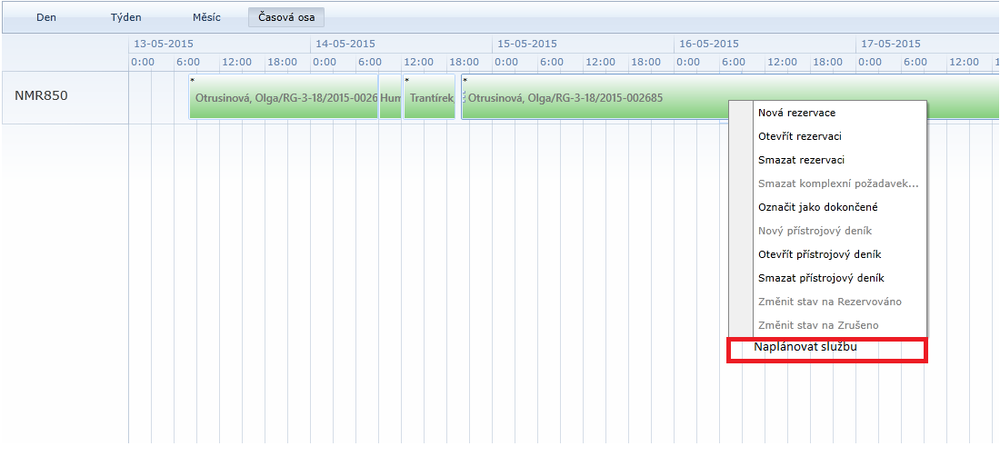 Den Týden Měsíc Časová osa
13-05-2015 14-05-2015 15-05-2015 16-05-2015 17-05-2015
0:00 6:00 12:00 18:00 0:00 6:00 12:00 18:00 0:00 6:00 12:00 18:00 0:00 6:00 12:00 18:00 0:00 6:00 12:00 1
NMR850
* Otrusinová, Olga/RG-3-18/2015-0026
Hum
* Trantírek,
* Otrusinová, Olga/RG-3-18/2015-002685
Nová rezervace
Otevřít rezervaci
Smazat rezervaci
Smazat komplexní požadavek...
Označit jako dokončené
Nový přístrojový deník
Otevřít přístrojový deník
Smazat přístrojový deník
Změnit stav na Rezervováno
Změnit stav na Zrušeno
Naplánovat službu